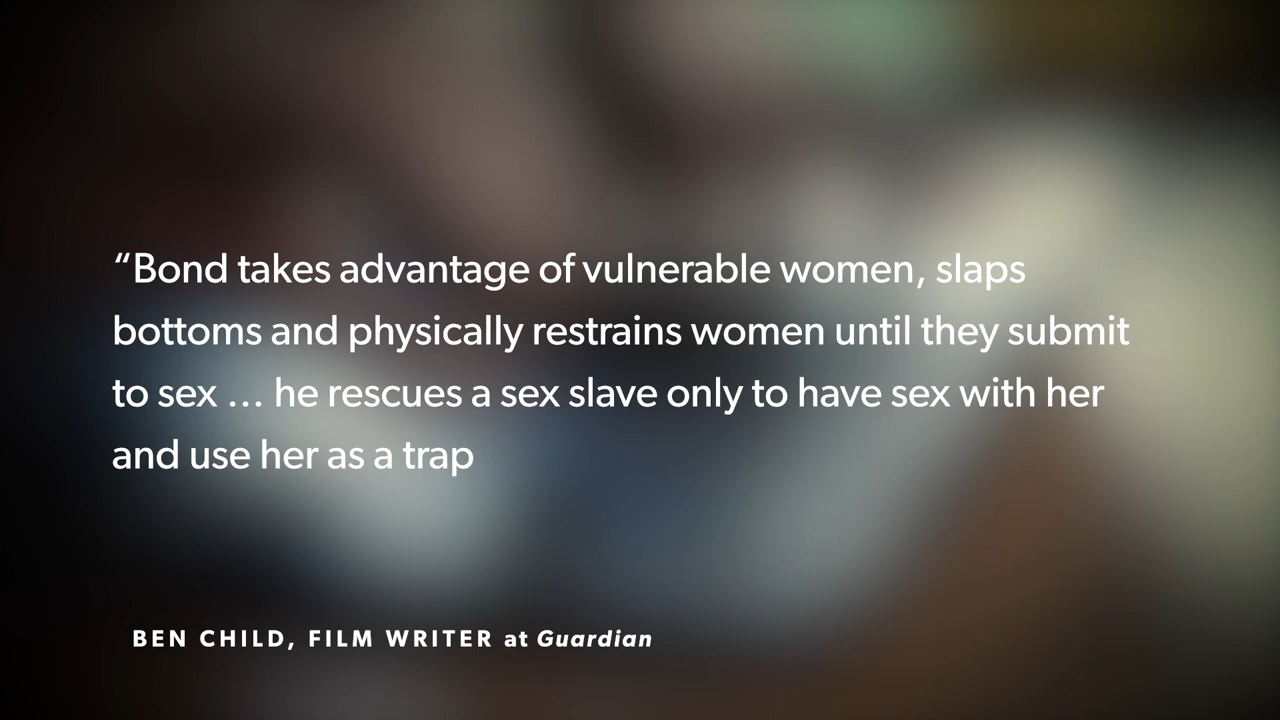 “Bond takes advantage of vulnerable women, slaps
bottoms and physically restrains women until they submit
to sex ... he rescues a sex slave only to have sex with her
and use her as a trap
BEN CHILD, FILM WRITER at Guardian